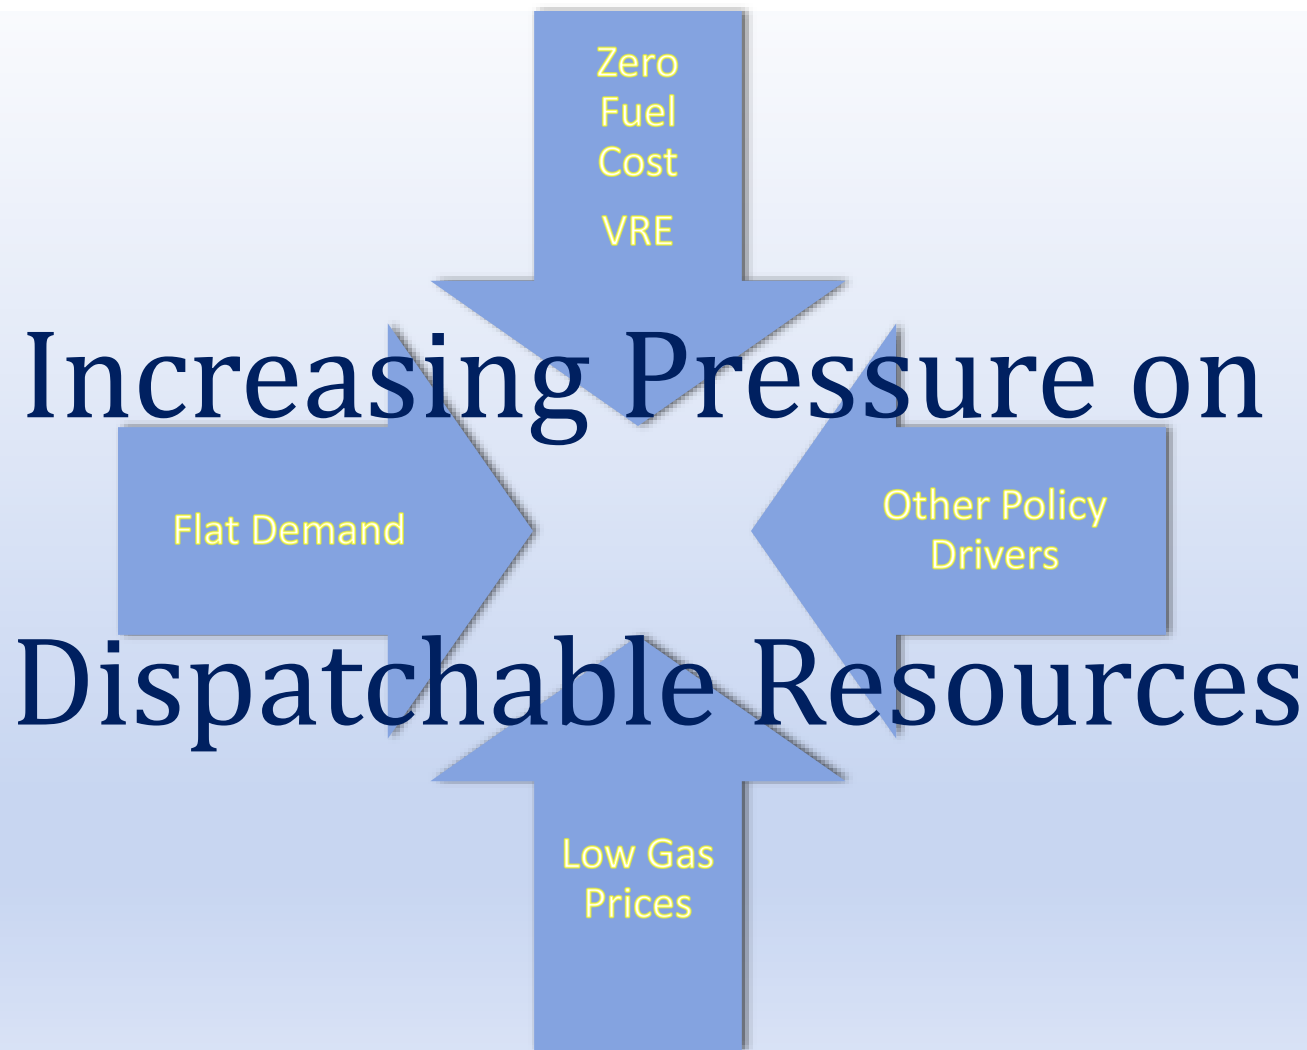 Zero
Fuel
Cost
VRE
Increasing Pressure on
Flat Demand
Other Policy
Drivers
Dispatchable Resources
Low Gas
Prices